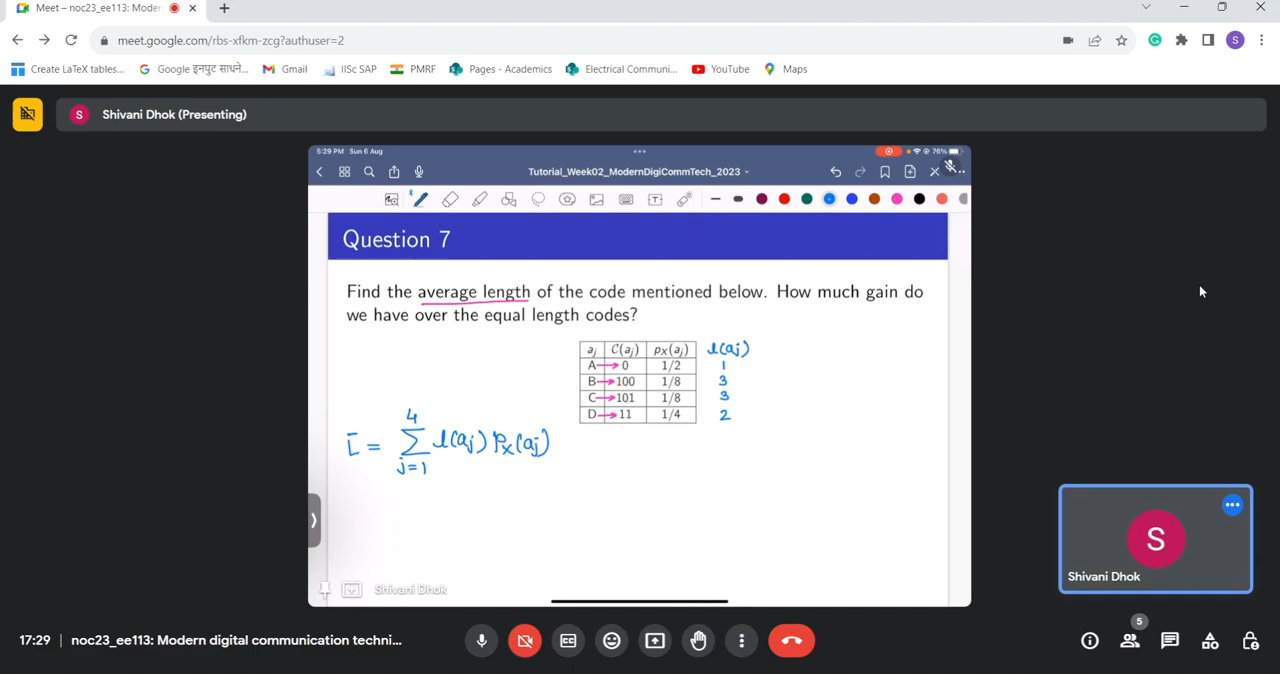 Meet – noc23_ee113: Moder
meet.google.com/rbs-xfkm-zcg?authuser=2
S
Create LaTeX tables...
Google इनपुट साधने...
Gmail
IISc SAP
PMRF
Pages - Academics
Electrical Communi...
YouTube
Maps
S
Shivani Dhok (Presenting)
5:29 PM Sun 6 Aug
76%
Tutorial_Week02_ModernDigiCommTech_2023
Question 7
Find the average length of the code mentioned below. How much gain do
we have over the equal length codes?
aj C(aj) pX(aj) l(aj)
A → 0 1/2 1
B → 100 1/8 3
C → 101 1/8 3
D → 11 1/4 2
L̅ = ∑ j=1 4 l(aj) pX(aj)
Shivani Dhok
S
Shivani Dhok
17:29 | noc23_ee113: Modern digital communication techni...
5